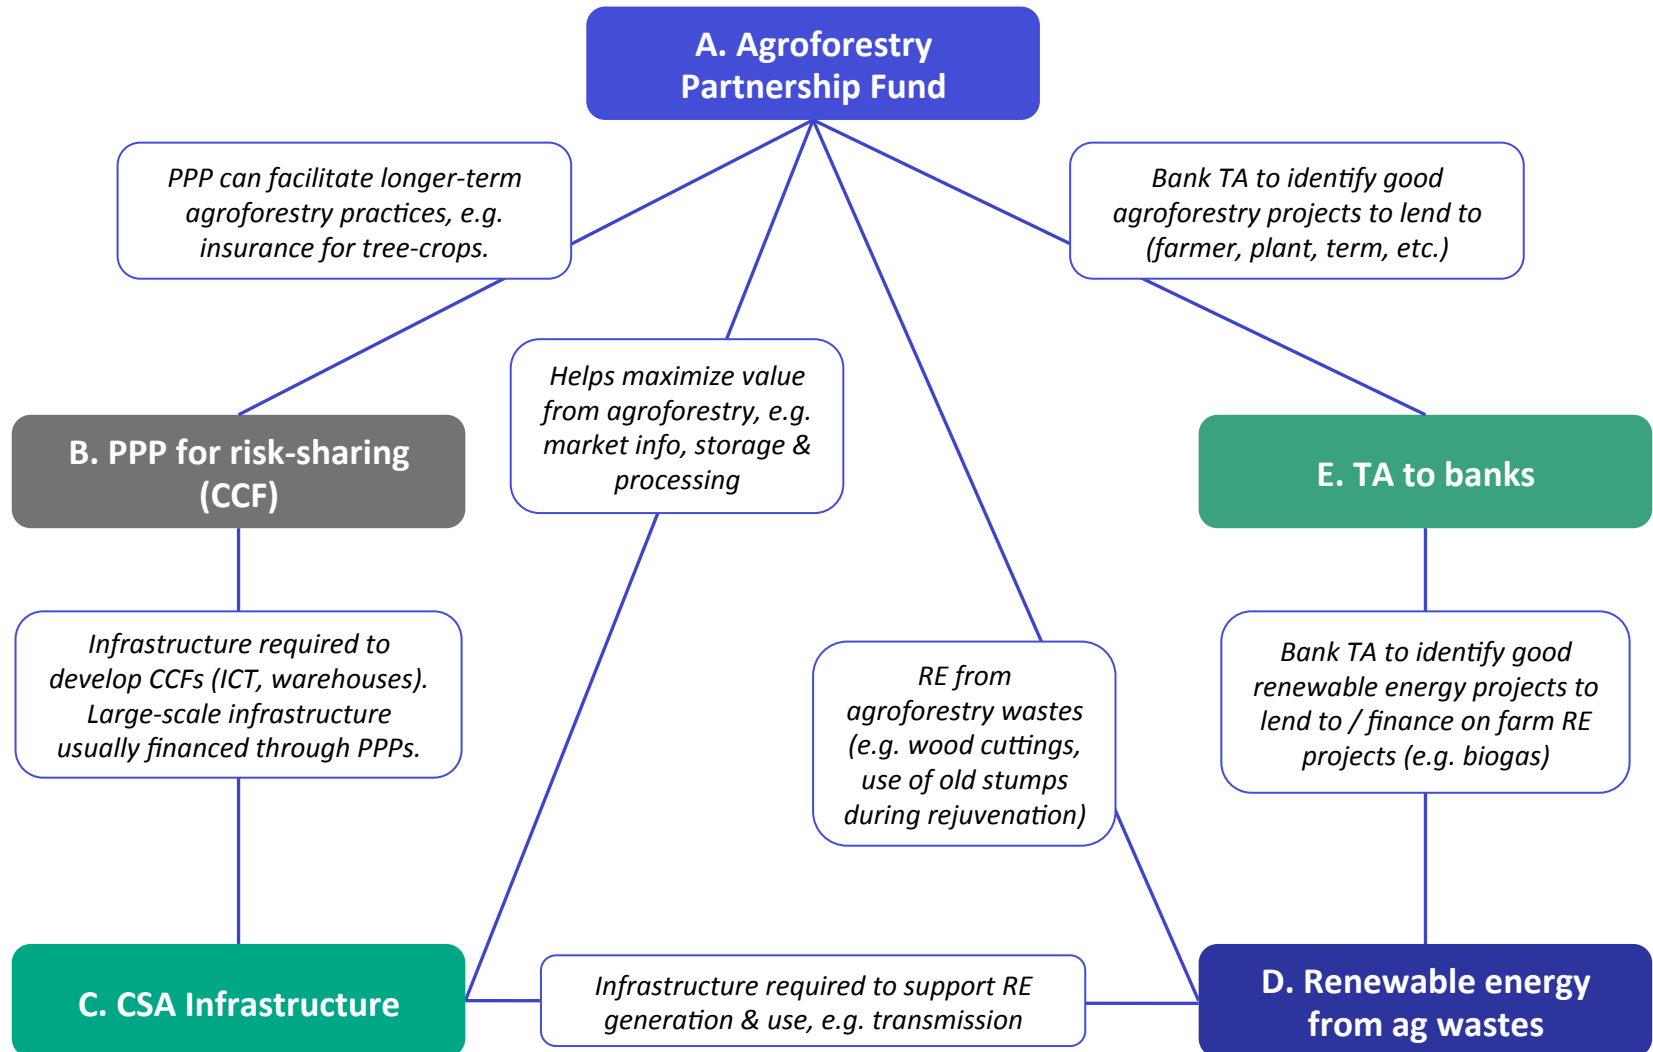 A. Agroforestry
Partnership Fund
PPP can facilitate longer-term
agroforestry practices, e.g.
insurance for tree-crops.
Bank TA to identify good
agroforestry projects to lend to
(farmer, plant, term, etc.)
Helps maximize value
from agroforestry, e.g.
market info, storage &
processing
B. PPP for risk-sharing
(CCF)
E. TA to banks
Infrastructure required to
develop CCFs (ICT, warehouses).
Large-scale infrastructure
usually financed through PPPs.
RE from
agroforestry wastes
(e.g. wood cuttings,
use of old stumps
during rejuvenation)
Bank TA to identify good
renewable energy projects to
lend to / finance on farm RE
projects (e.g. biogas)
C. CSA Infrastructure
Infrastructure required to support RE
generation & use, e.g. transmission
D. Renewable energy
from ag wastes